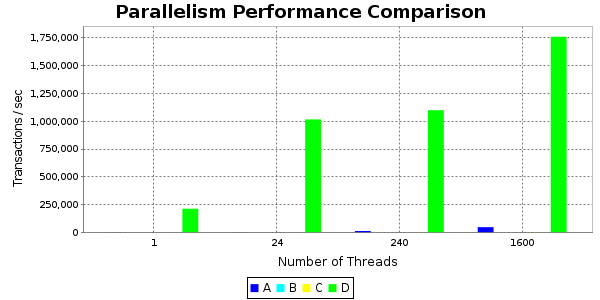 Parallelism Performance Comparison
1,750,000
1,500,000
1,250,000
1,000,000
750,000
500,000
250,000
0
Transactions / sec
1 24 240 1600
Number of Threads
A B C D